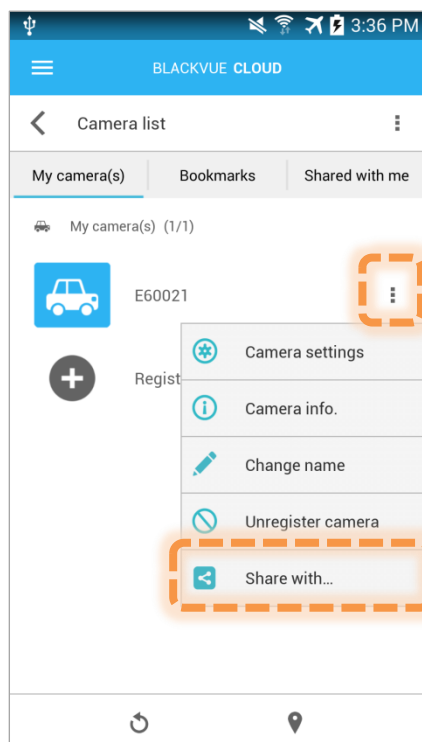 3:36 PM
BLACKVUE CLOUD
Camera list
My camera(s) Bookmarks Shared with me
My camera(s) (1/1)
E60021
Camera settings
Regist
Camera info.
Change name
Unregister camera
Share with...